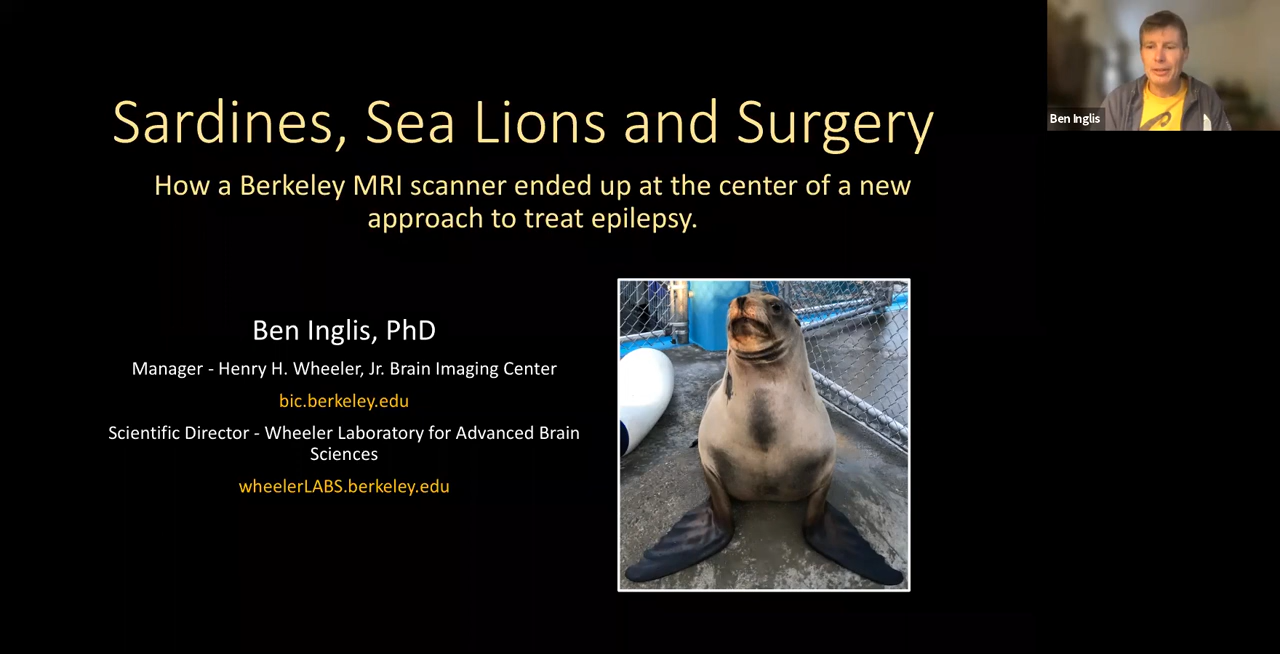 Sardines, Sea Lions and Surgery
How a Berkeley MRI scanner ended up at the center of a new
approach to treat epilepsy.
Ben Inglis, PhD
Manager - Henry H. Wheeler, Jr. Brain Imaging Center
bic.berkeley.edu
Scientific Director - Wheeler Laboratory for Advanced Brain
Sciences
wheelerLABS.berkeley.edu
Ben Inglis